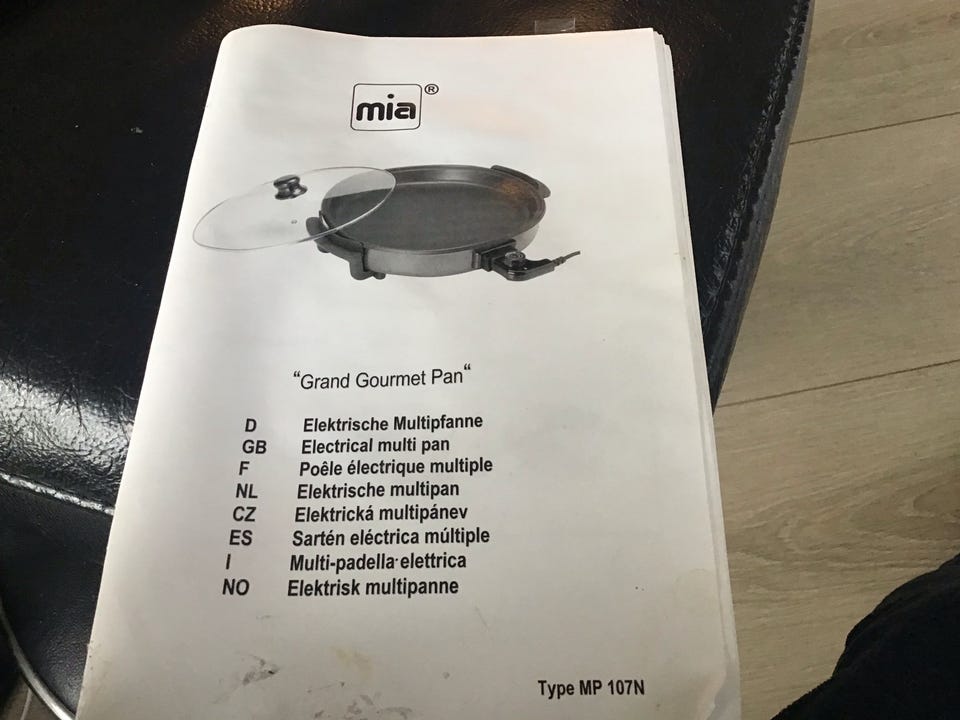 mia®
“Grand Gourmet Pan“
D Elektrische Multipfanne
GB Electrical multi pan
F Poêle électrique multiple
NL Elektrische multipan
CZ Elektrická multipánev
ES Sartén eléctrica múltiple
I Multi-padella elettrica
NO Elektrisk multipanne
Type MP 107N